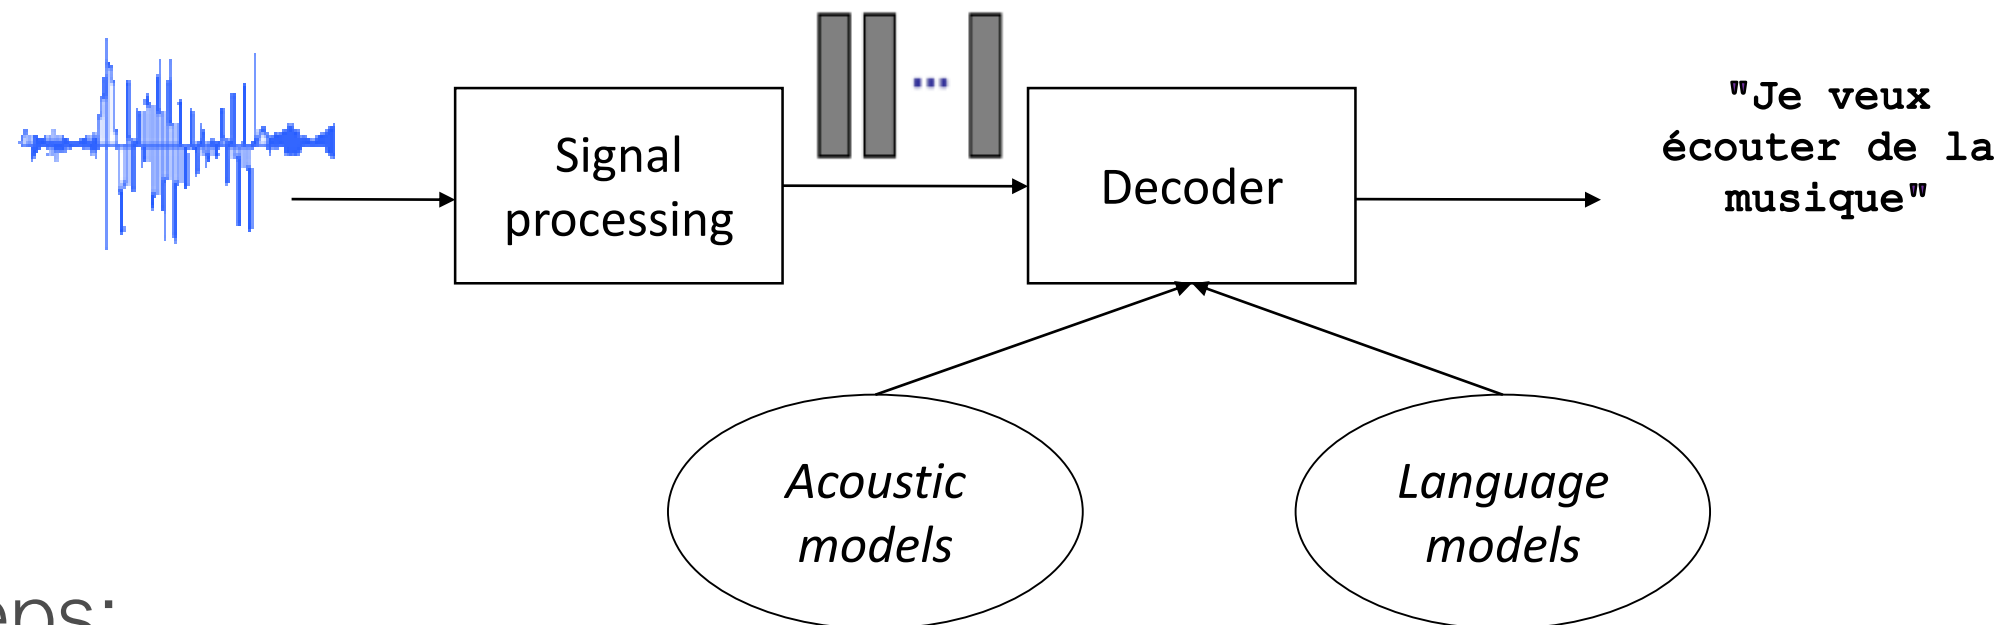 Signal
processing
...
Decoder
"Je veux
écouter de la
musique"
Acoustic
models
Language
models